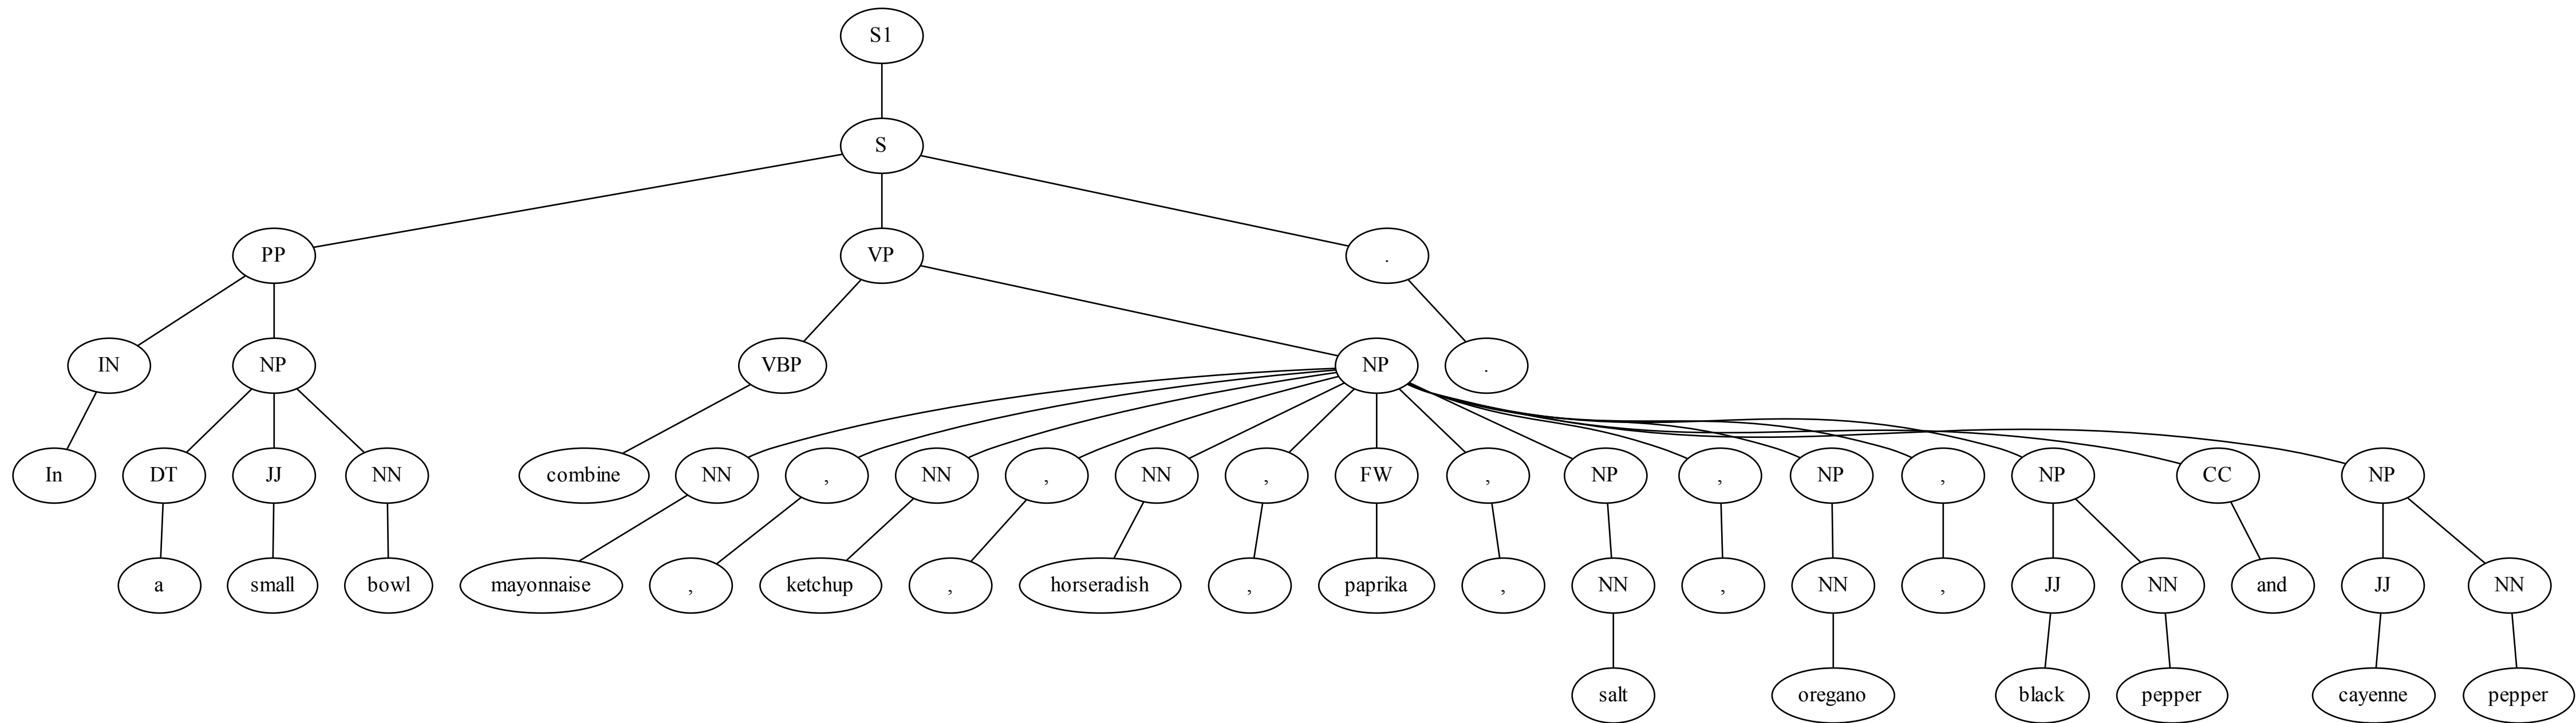 S1
S
PP VP .
IN NP VBP NP .
In DT JJ NN combine NN , NN , NN , FW , NP , NP , NP CC NP
a small bowl mayonnaise , ketchup , horseradish , paprika , NN , NN , JJ NN and JJ NN
salt oregano black pepper cayenne pepper